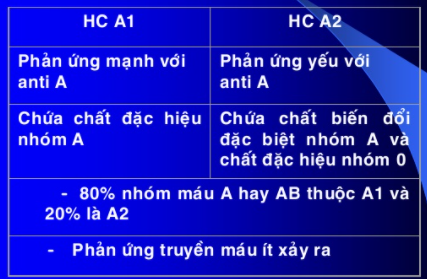 HC A1
HC A2
Phản ứng mạnh với
anti A
Phản ứng yếu với
anti A
Chứa chất đặc hiệu
nhóm A
Chứa chất biến đổi
đặc biệt nhóm A và
chất đặc hiệu nhóm 0
- 80% nhóm máu A hay AB thuộc A1 và
20% là A2
- Phản ứng truyền máu ít xảy ra